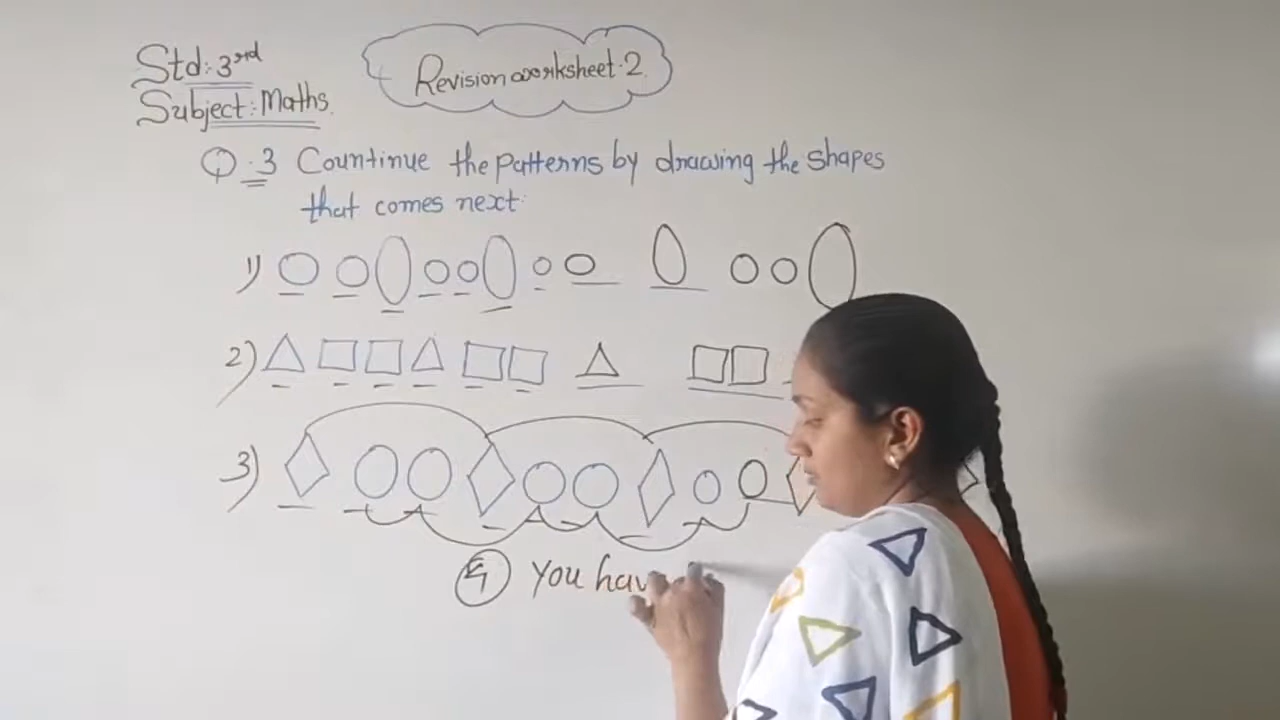 Std: 3rd
Subject: Maths.
Revision worksheet 2
Q.3 Countinue the patterns by drawing the shapes
that comes next.
1)
2)
3)
4 You hav